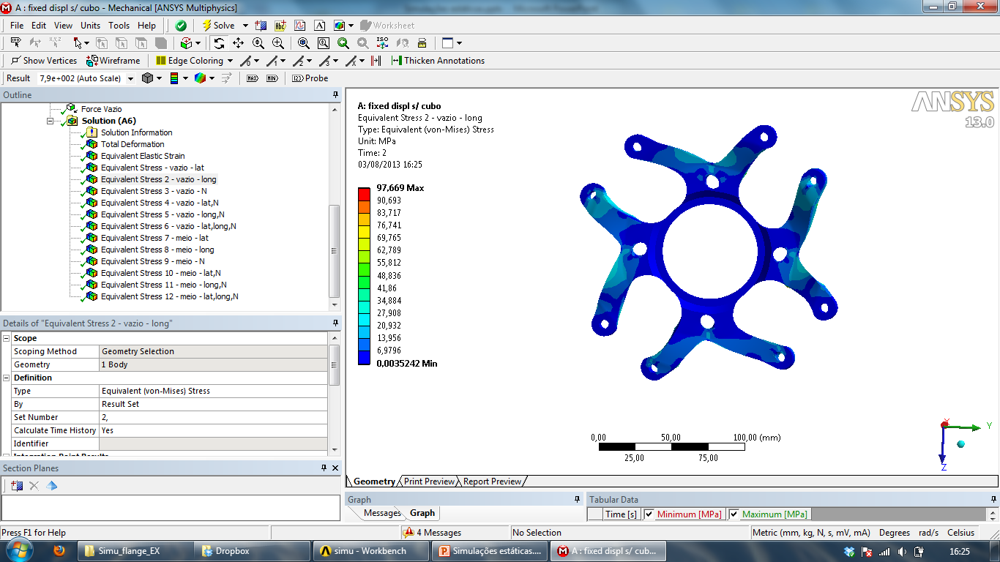 A : fixed displ s/ cubo - Mechanical [ANSYS Multiphysics]
File Edit View Units Tools Help Solve Worksheet
Show Vertices Wireframe Edge Coloring Thicken Annotations
Result 7,9e+002 (Auto Scale) MAX MIN Probe
Outline
Force Vazio
Solution (A6)
Solution Information
Total Deformation
Equivalent Elastic Strain
Equivalent Stress - vazio - lat
Equivalent Stress 2 - vazio - long
Equivalent Stress 3 - vazio - N
Equivalent Stress 4 - vazio - lat,N
Equivalent Stress 5 - vazio - long,N
Equivalent Stress 6 - vazio - lat,long,N
Equivalent Stress 7 - meio - lat
Equivalent Stress 8 - meio - long
Equivalent Stress 9 - meio - N
Equivalent Stress 10 - meio - lat,N
Equivalent Stress 11 - meio - long,N
Equivalent Stress 12 - meio - lat,long,N
Details of "Equivalent Stress 2 - vazio - long"
Scope
Scoping Method Geometry Selection
Geometry 1 Body
Definition
Type Equivalent (von-Mises) Stress
By Result Set
Set Number 2,
Calculate Time History Yes
Identifier
Integration Point Results
Section Planes
A: fixed displ s/ cubo
Equivalent Stress 2 - vazio - long
Type: Equivalent (von-Mises) Stress
Unit: MPa
Time: 2
03/08/2013 16:25
97,669 Max
90,693
83,717
76,741
69,765
62,789
55,812
48,836
41,86
34,884
27,908
20,932
13,956
6,9796
0,0035242 Min
ANSYS
13.0
0,00 50,00 100,00 (mm)
25,00 75,00
X
Y
Z
Geometry Print Preview Report Preview
Graph
Messages Graph
Tabular Data
Time [s] Minimum [MPa] Maximum [MPa]
Press F1 for Help 4 Messages No Selection Metric (mm, kg, N, s, mV, mA) Degrees rad/s Celsius
Simu_flange_EX Dropbox simu - Workbench Simulações estáticas.... A : fixed displ s/ cub... 16:25